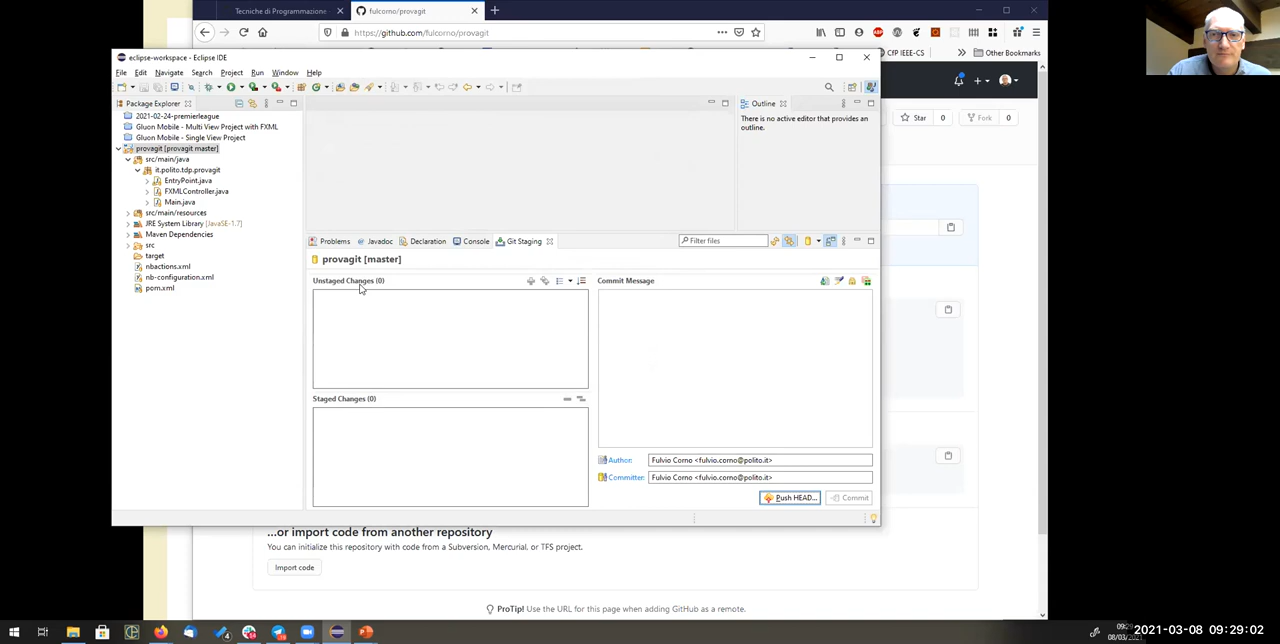 Tecniche di Programmazione
fulcorno/provagit
https://github.com/fulcorno/provagit
CfP IEEE-CS
Other Bookmarks
eclipse-workspace - Eclipse IDE
File Edit Navigate Search Project Run Window Help
Star 0
Fork 0
Package Explorer
Outline
2021-02-24-premierleague
Gluon Mobile - Multi View Project with FXML
Gluon Mobile - Single View Project
provagit [provagit master]
src/main/java
it.polito.tdp.provagit
EntryPoint.java
FXMLController.java
Main.java
src/main/resources
JRE System Library [JavaSE-1.7]
Maven Dependencies
src
target
nbactions.xml
nb-configuration.xml
pom.xml
There is no active editor that provides an
outline.
Problems Javadoc Declaration Console Git Staging
Filter files
provagit [master]
Unstaged Changes (0)
Commit Message
Staged Changes (0)
Author: Fulvio Corno <fulvio.corno@polito.it>
Committer: Fulvio Corno <fulvio.corno@polito.it>
Push HEAD... Commit
...or import code from another repository
You can initialize this repository with code from a Subversion, Mercurial, or TFS project.
Import code
ProTip! Use the URL for this page when adding GitHub as a remote.
2021-03-08 09:29:02